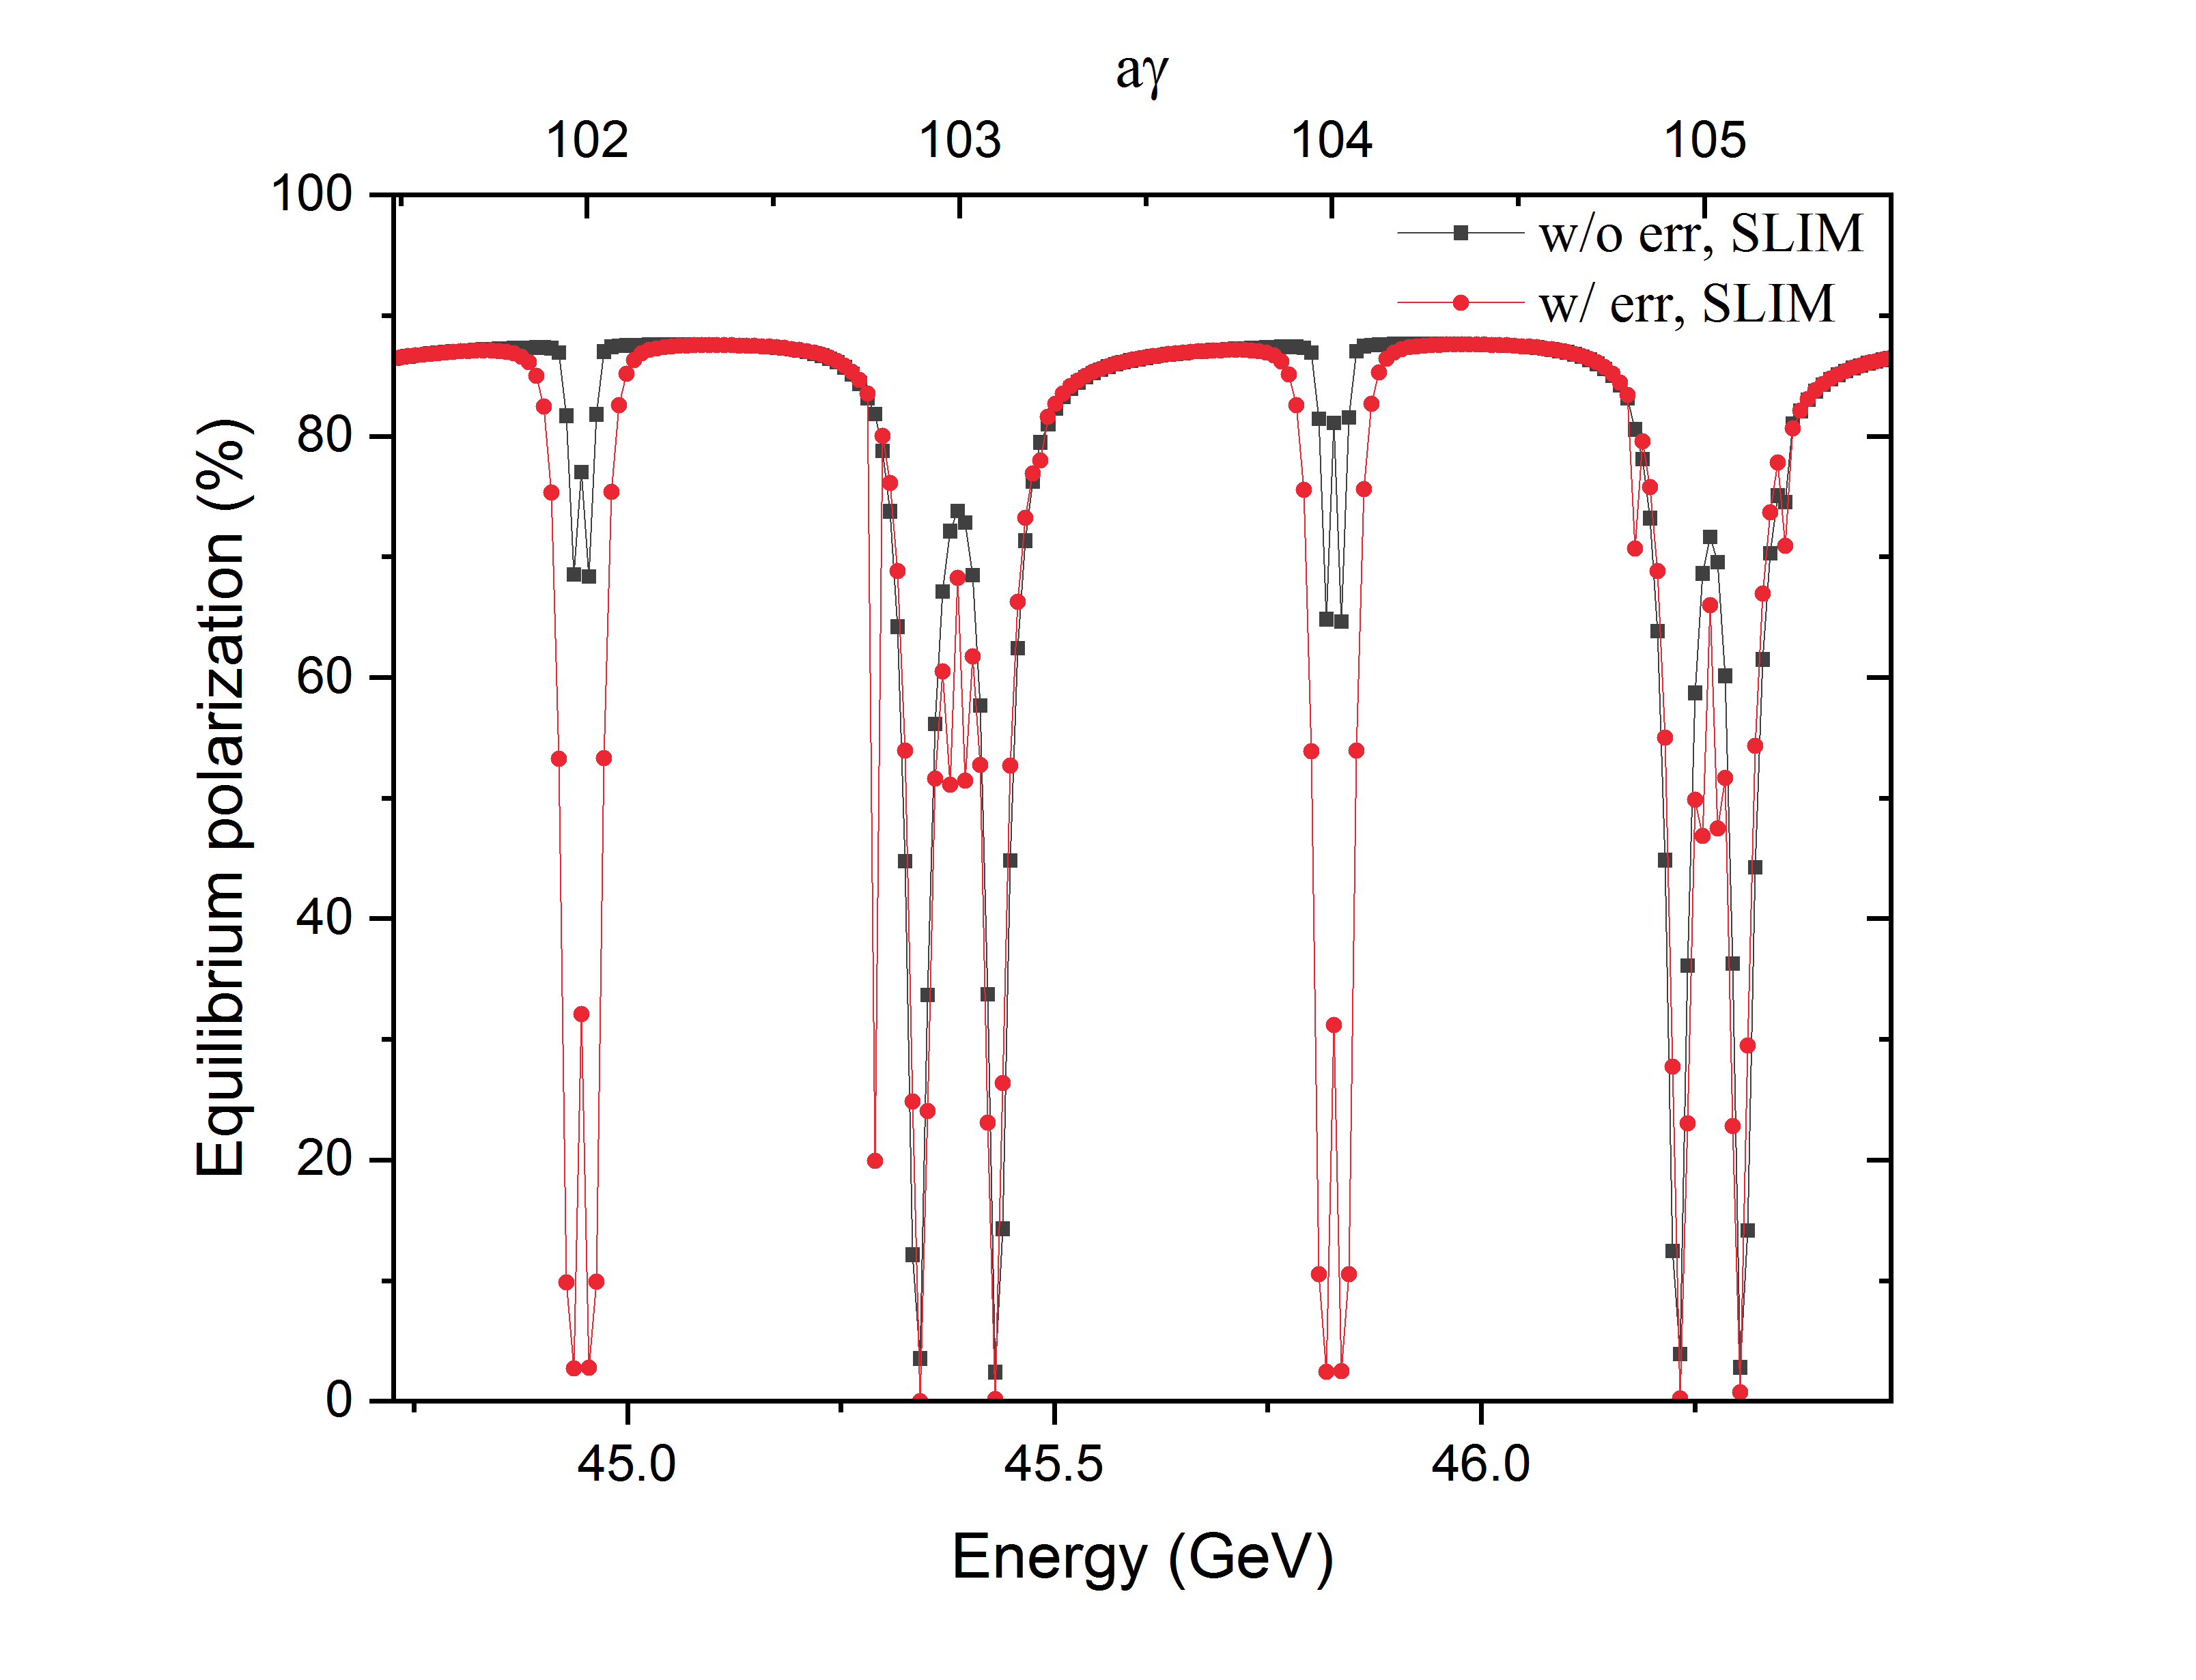 aγ
102 103 104 105
100
80
60
40
20
0
w/o err, SLIM
w/ err, SLIM
Equilibrium polarization (%)
45.0 45.5 46.0
Energy (GeV)